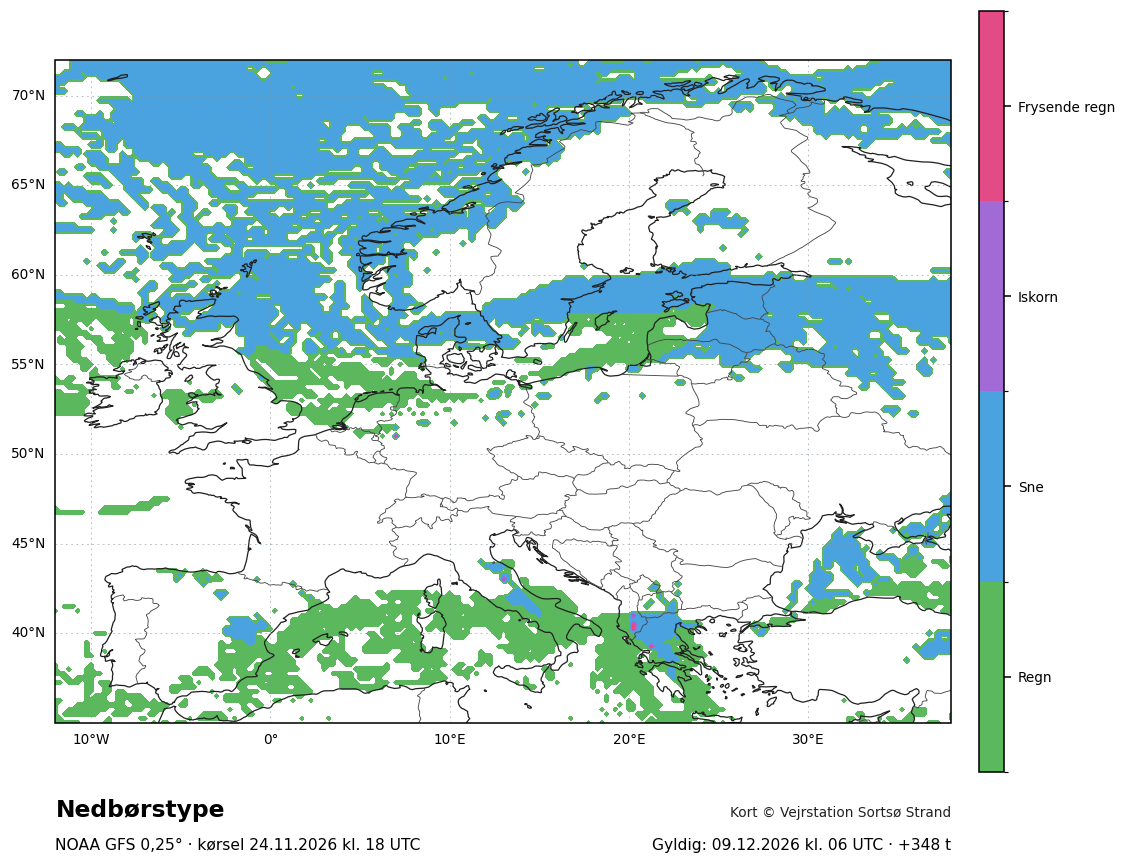 70°N
65°N
60°N
55°N
50°N
45°N
40°N
10°W
0°
10°E
20°E
30°E
Frysende regn
Iskorn
Sne
Regn
Nedbørstype
Kort © Vejrstation Sortsø Strand
NOAA GFS 0,25° · kørsel 24.11.2026 kl. 18 UTC
Gyldig: 09.12.2026 kl. 06 UTC · +348 t